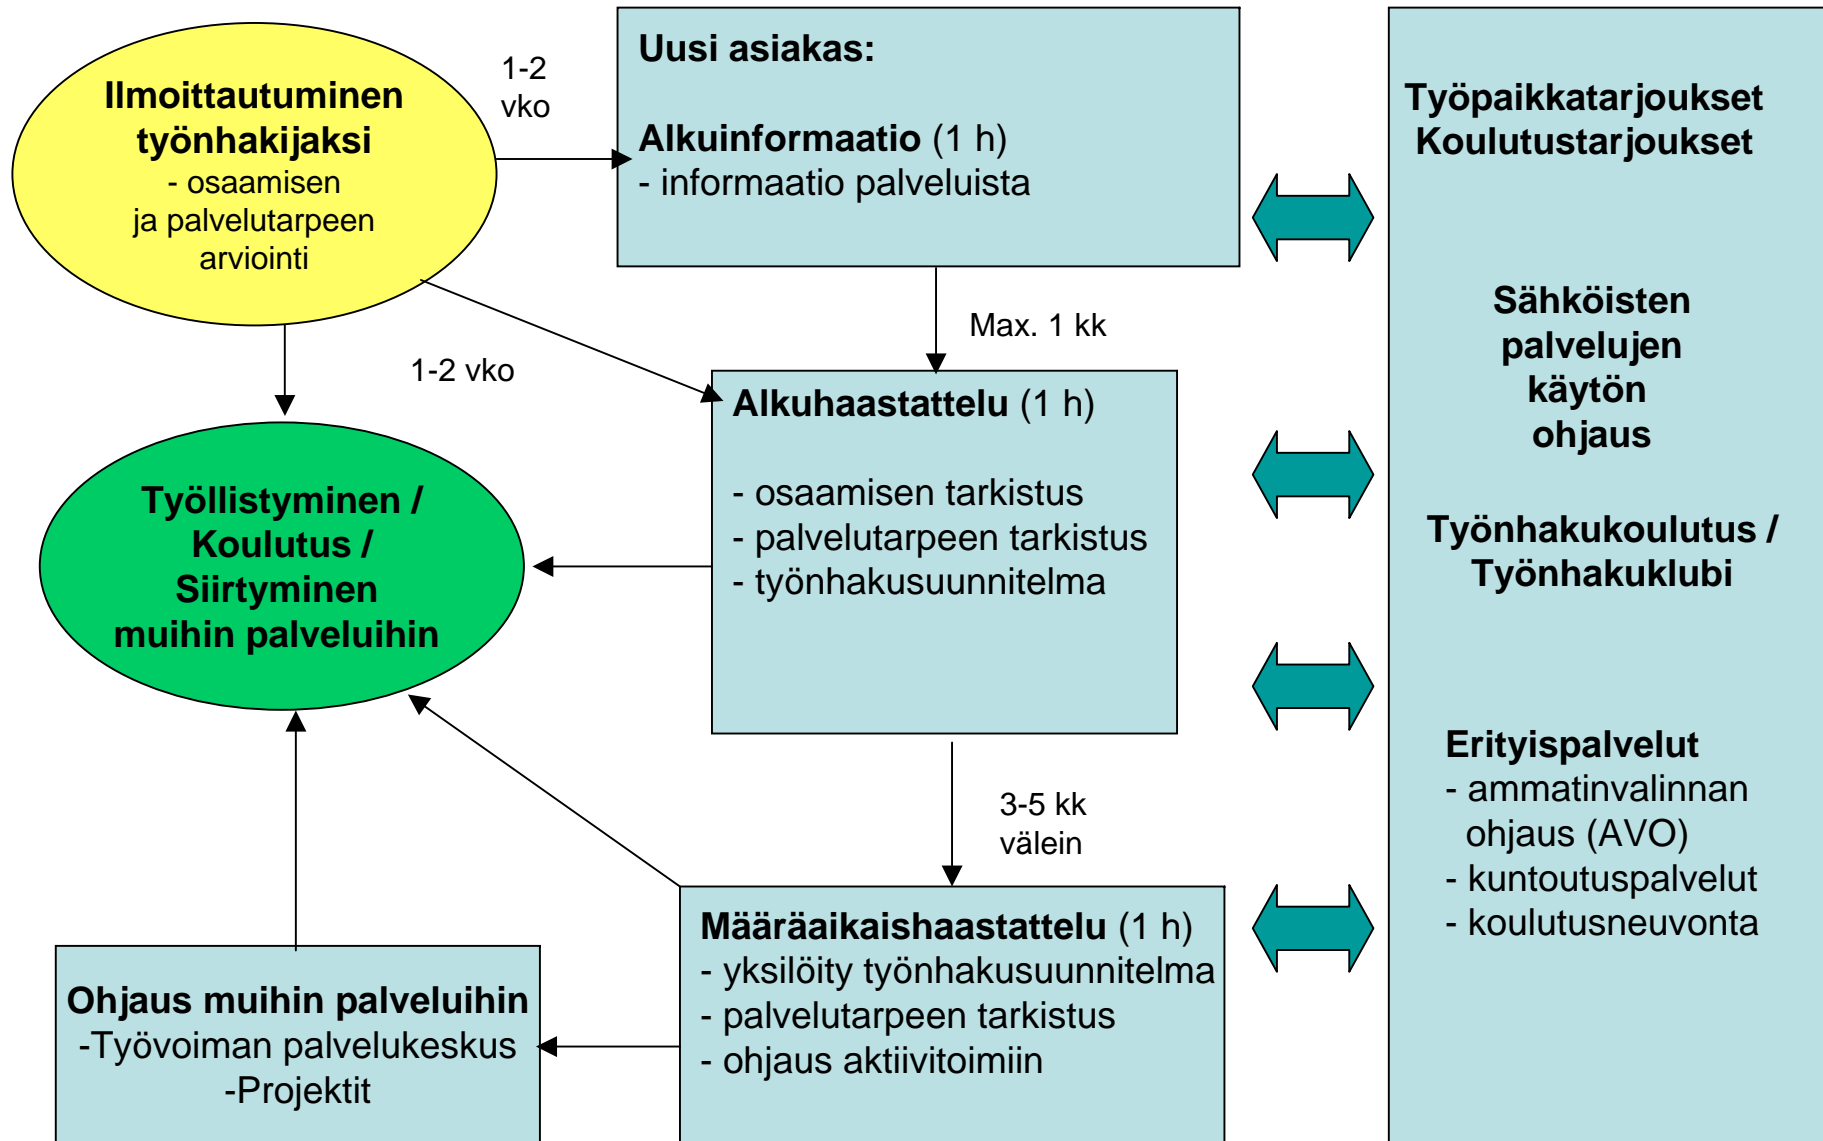 Ilmoittautuminen
työnhakijaksi
- osaamisen
ja palvelutarpeen
arviointi
1-2
vko
Uusi asiakas:
Alkuinformaatio (1 h)
- informaatio palveluista
Työpaikkatarjoukset
Koulutustarjoukset
Sähköisten
palvelujen
käytön
ohjaus
Työnhakukoulutus /
Työnhakuklubi
Erityispalvelut
- ammatinvalinnan
ohjaus (AVO)
- kuntoutuspalvelut
- koulutusneuvonta
Max. 1 kk
1-2 vko
Alkuhaastattelu (1 h)
- osaamisen tarkistus
- palvelutarpeen tarkistus
- työnhakusuunnitelma
Työllistyminen /
Koulutus /
Siirtyminen
muihin palveluihin
3-5 kk
välein
Määräaikaishaastattelu (1 h)
- yksilöity työnhakusuunnitelma
- palvelutarpeen tarkistus
- ohjaus aktiivitoimiin
Ohjaus muihin palveluihin
-Työvoiman palvelukeskus
-Projektit